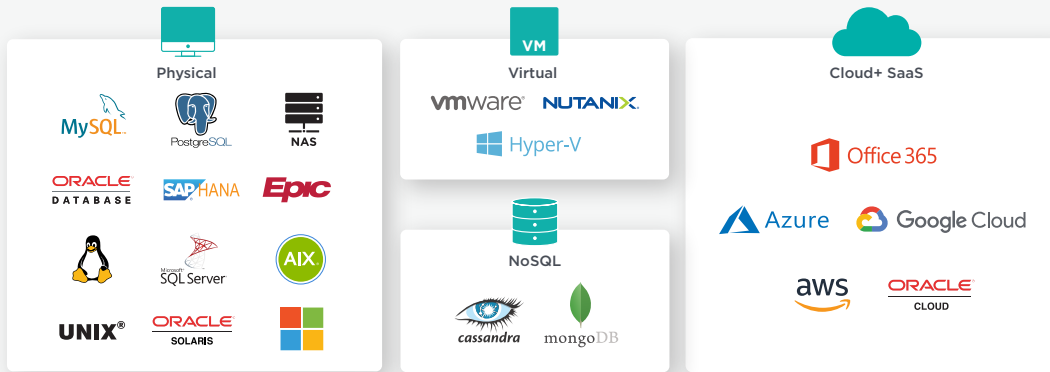 Physical
MySQL
PostgreSQL
NAS
ORACLE
DATABASE
SAP HANA
Epic
Microsoft
SQL Server
AIX
UNIX®
ORACLE
SOLARIS
VM
Virtual
vmware®
NUTANIX
Hyper-V
NoSQL
cassandra
mongoDB
Cloud+ SaaS
Office 365
Azure
Google Cloud
aws
ORACLE
CLOUD